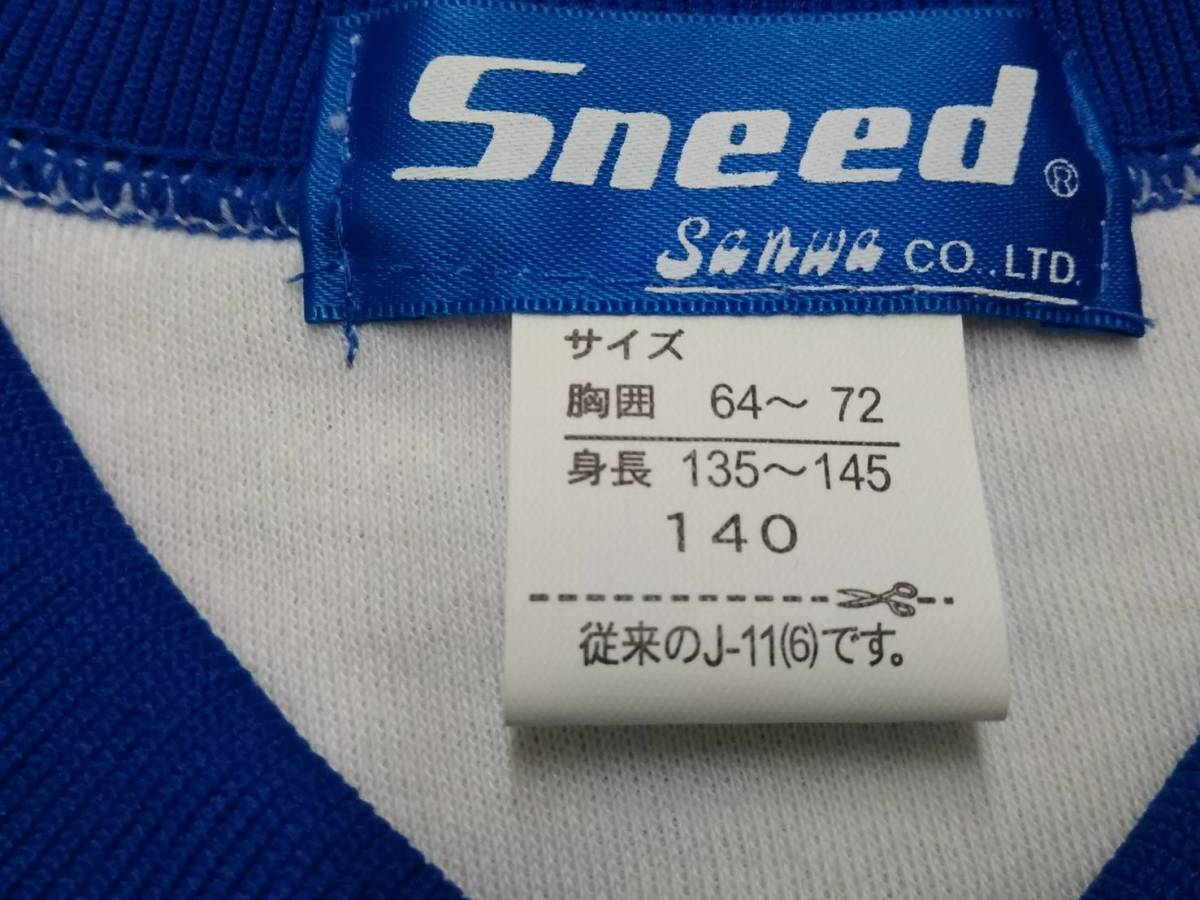 Sneed®
Sanwa CO.,LTD.
サイズ
胸囲 64～72
身長 135～145
140
従来のJ-11(6)です。